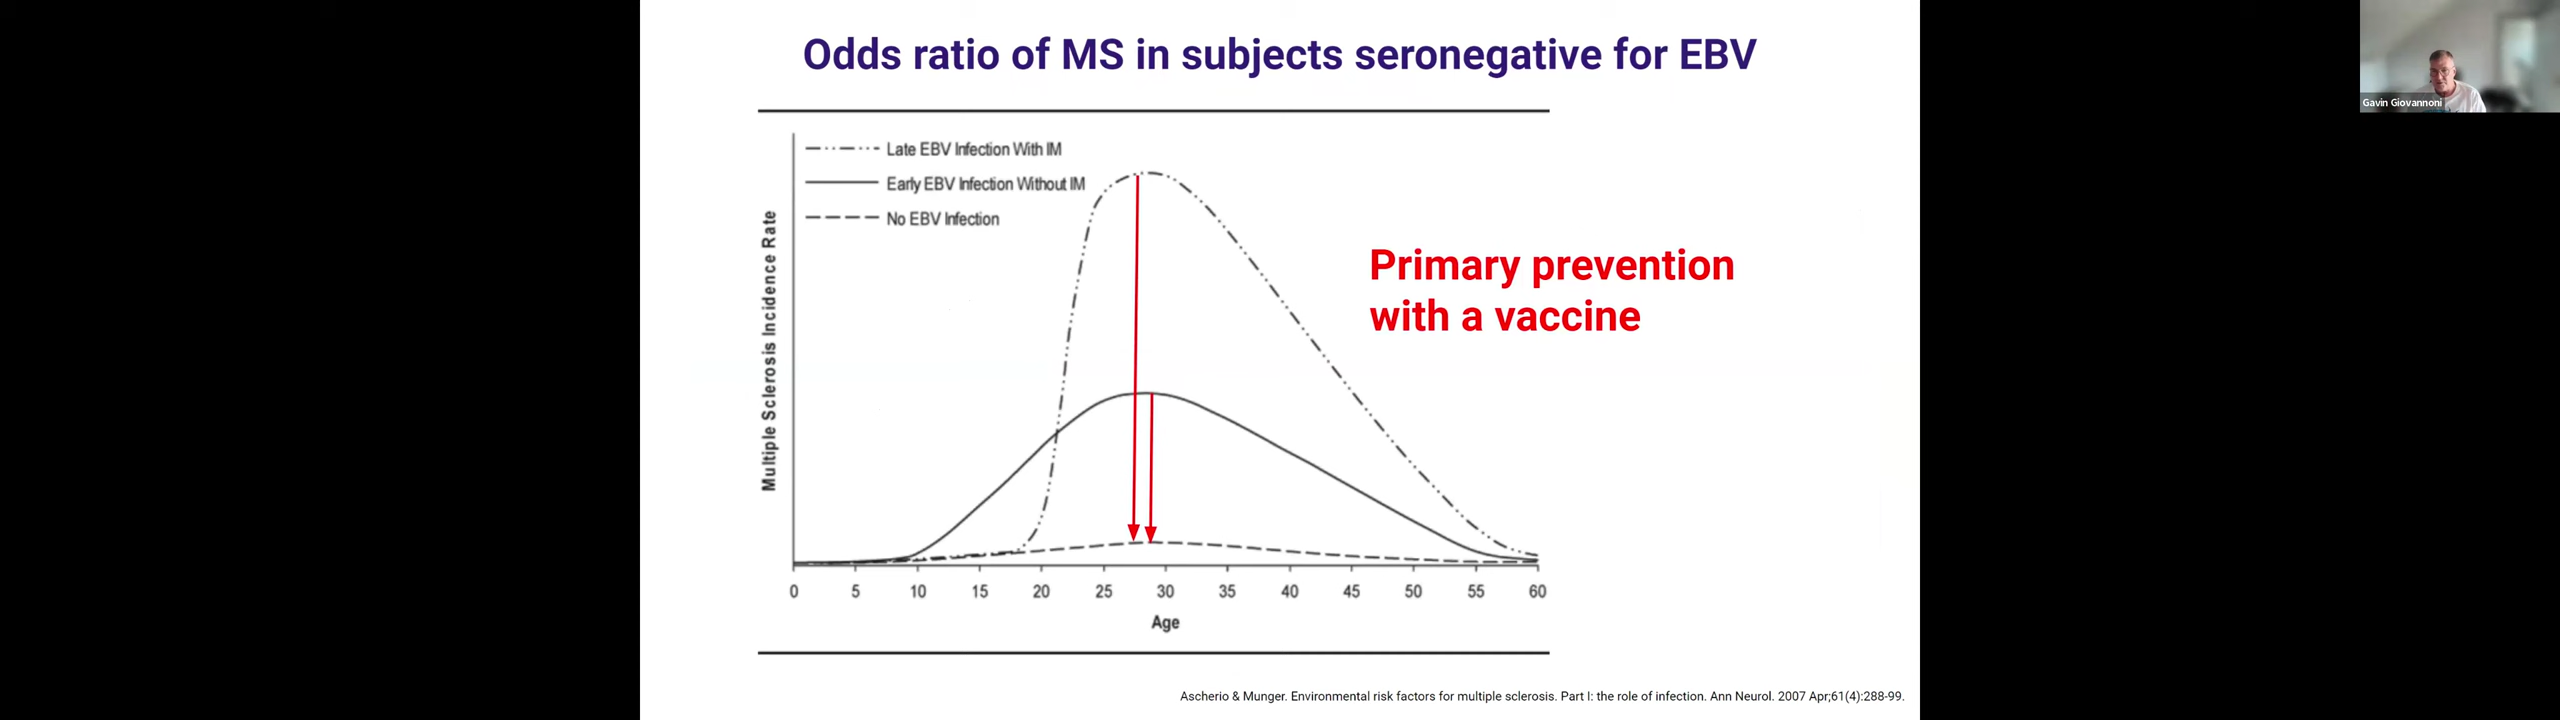 Odds ratio of MS in subjects seronegative for EBV
Gavin Giovannoni
Late EBV Infection With IM
Early EBV Infection Without IM
No EBV Infection
Multiple Sclerosis Incidence Rate
Primary prevention
with a vaccine
0 5 10 15 20 25 30 35 40 45 50 55 60
Age
Ascherio & Munger. Environmental risk factors for multiple sclerosis. Part I: the role of infection. Ann Neurol. 2007 Apr;61(4):288-99.